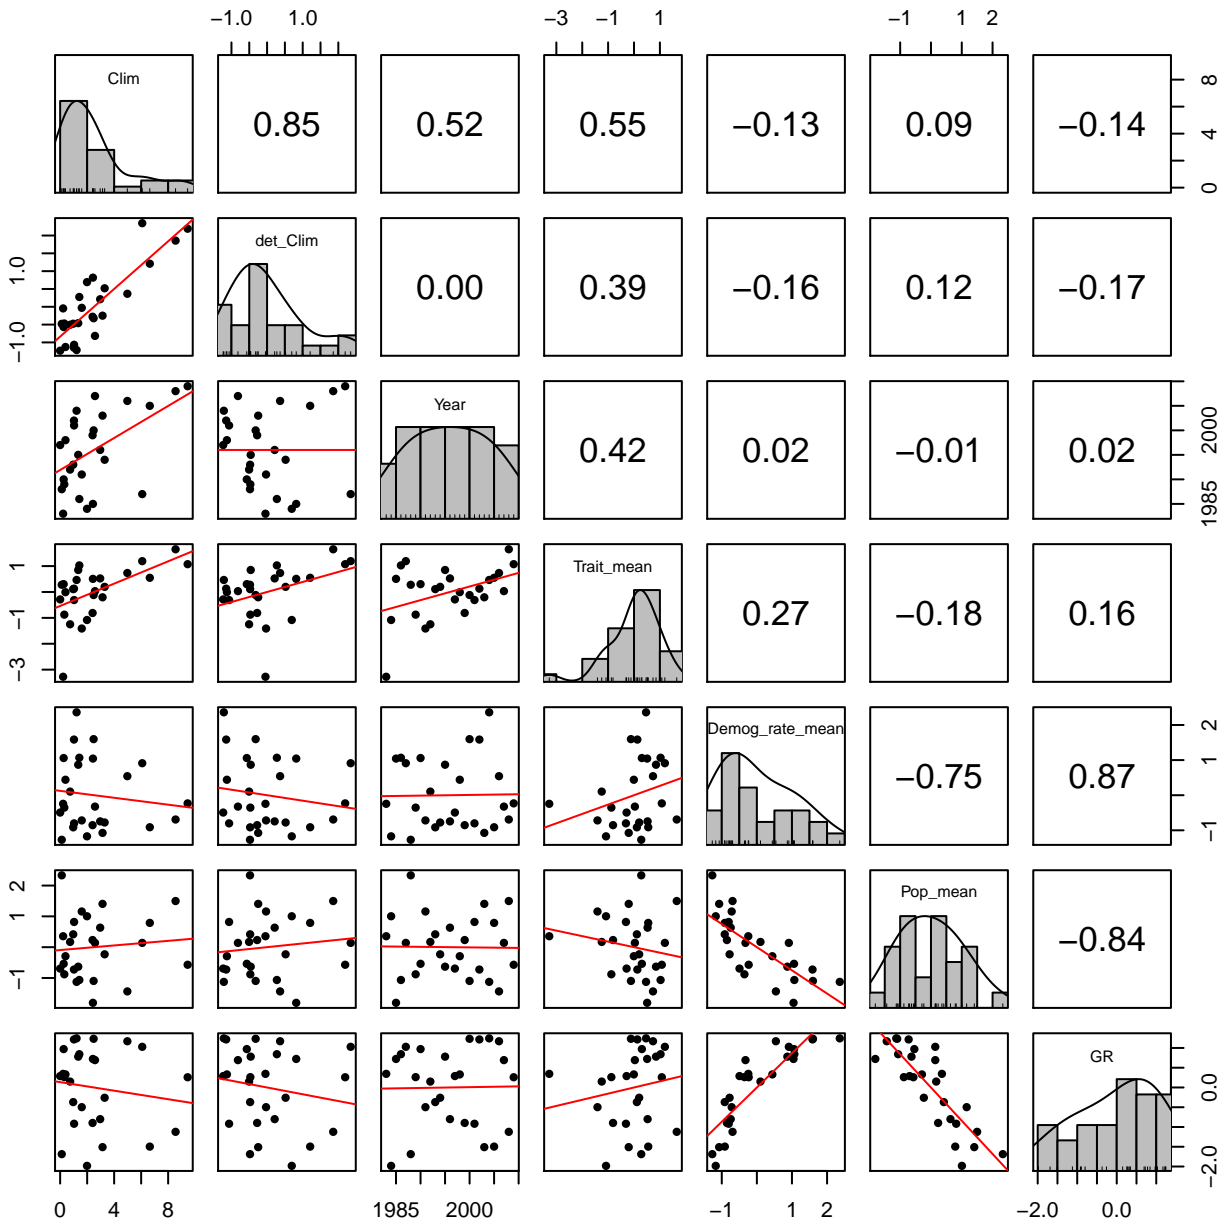 −1.0 1.0 −3 −1 1 −1 1 2
Clim
0.85 0.52 0.55 −0.13 0.09 −0.14
0 4 8
−1.0 1.0
det_Clim
0.00 0.39 −0.16 0.12 −0.17
Year
0.42 0.02 −0.01 0.02
1985 2000
−3 −1 1
Trait_mean
0.27 −0.18 0.16
Demog_rate_mean
−0.75 0.87
−1 1 2
−1 1 2
Pop_mean
−0.84
GR
−2.0 0.0
0 4 8 1985 2000 −1 1 2 −2.0 0.0